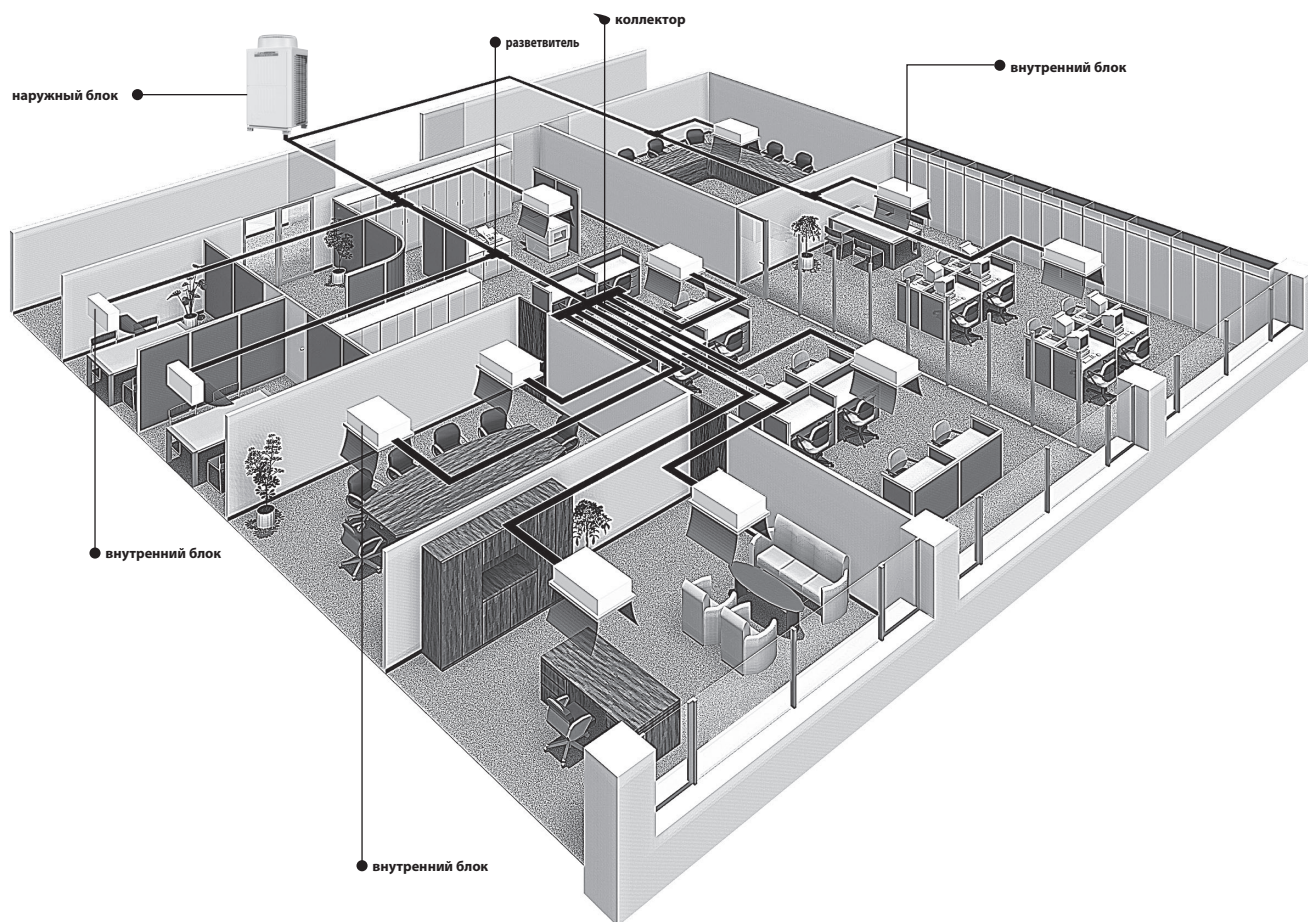 коллектор
разветвитель
внутренний блок
наружный блок
внутренний блок
внутренний блок